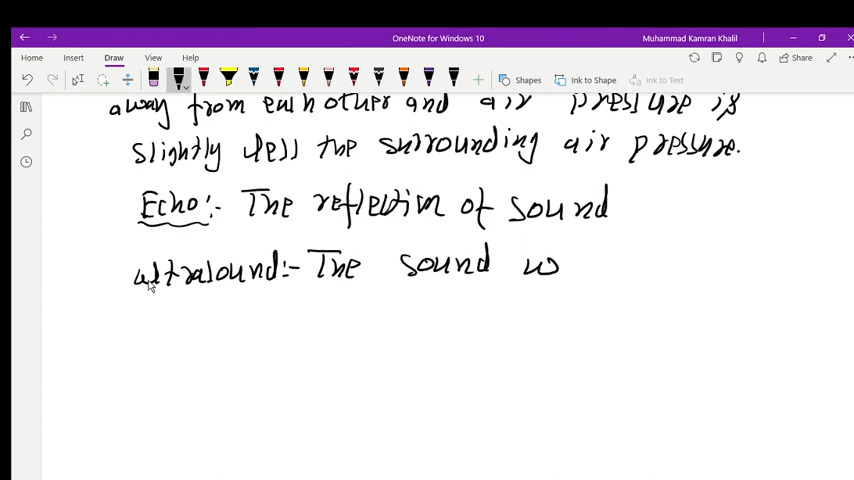 OneNote for Windows 10
Muhammad Kamran Khalil
Home Insert Draw View Help
Share
Shapes Ink to Shape Ink to Text
away from each other and air pressure is
slightly less the surrounding air pressure.
Echo:- The reflection of sound
ultrasound:- The sound w